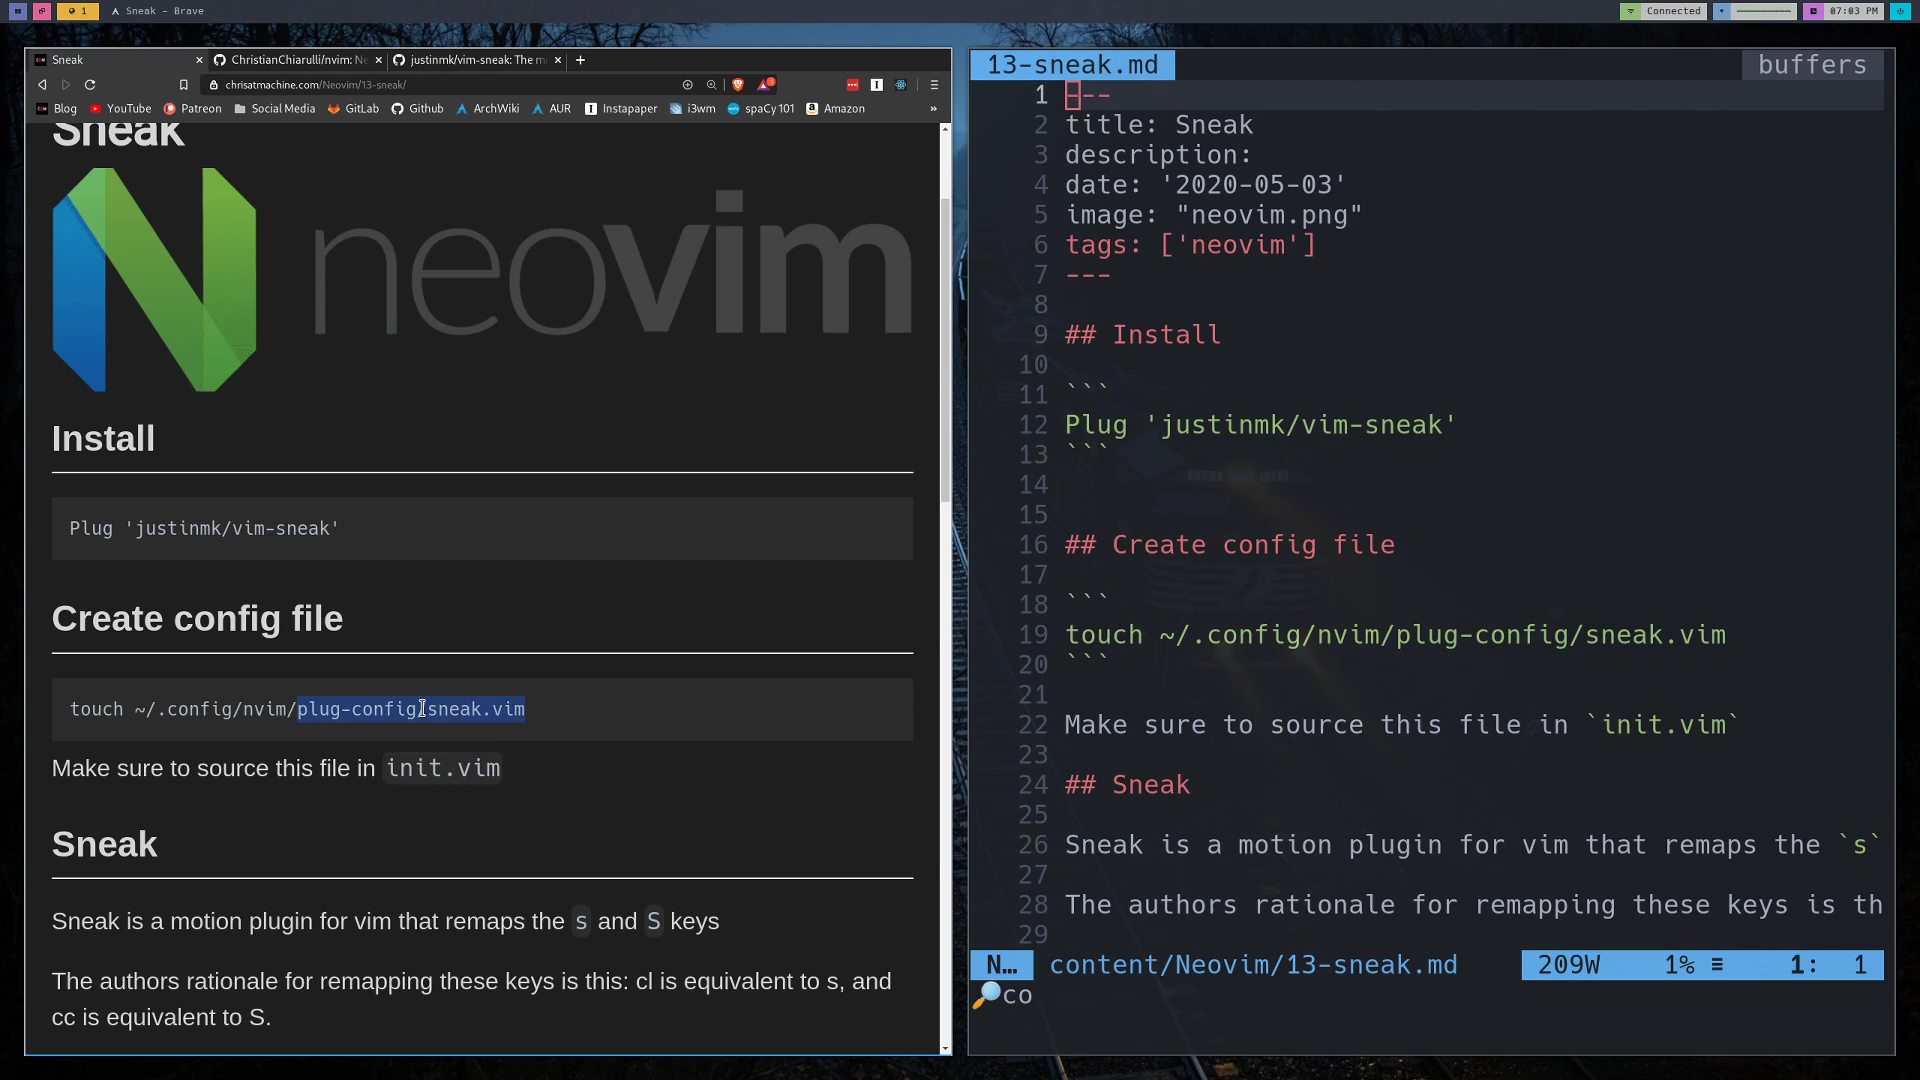 1
Sneak - Brave
Connected
07:03 PM
Sneak
ChristianChiarulli/nvim: Ne
justinmk/vim-sneak: The m
chrisatmachine.com/Neovim/13-sneak/
Blog YouTube Patreon Social Media GitLab Github ArchWiki AUR Instapaper i3wm spaCy 101 Amazon »
Sneak
neovim
Install
Plug 'justinmk/vim-sneak'
Create config file
touch ~/.config/nvim/plug-config/sneak.vim
Make sure to source this file in init.vim
Sneak
Sneak is a motion plugin for vim that remaps the s and S keys
The authors rationale for remapping these keys is this: cl is equivalent to s, and
cc is equivalent to S.
13-sneak.md buffers
1 ---
2 title: Sneak
3 description:
4 date: '2020-05-03'
5 image: "neovim.png"
6 tags: ['neovim']
7 ---
8
9 ## Install
10
11 ```
12 Plug 'justinmk/vim-sneak'
13 ```
14
15
16 ## Create config file
17
18 ```
19 touch ~/.config/nvim/plug-config/sneak.vim
20 ```
21
22 Make sure to source this file in `init.vim`
23
24 ## Sneak
25
26 Sneak is a motion plugin for vim that remaps the `s`
27
28 The authors rationale for remapping these keys is th
29
N… content/Neovim/13-sneak.md 209W 1% ≡ 1: 1
🔎co